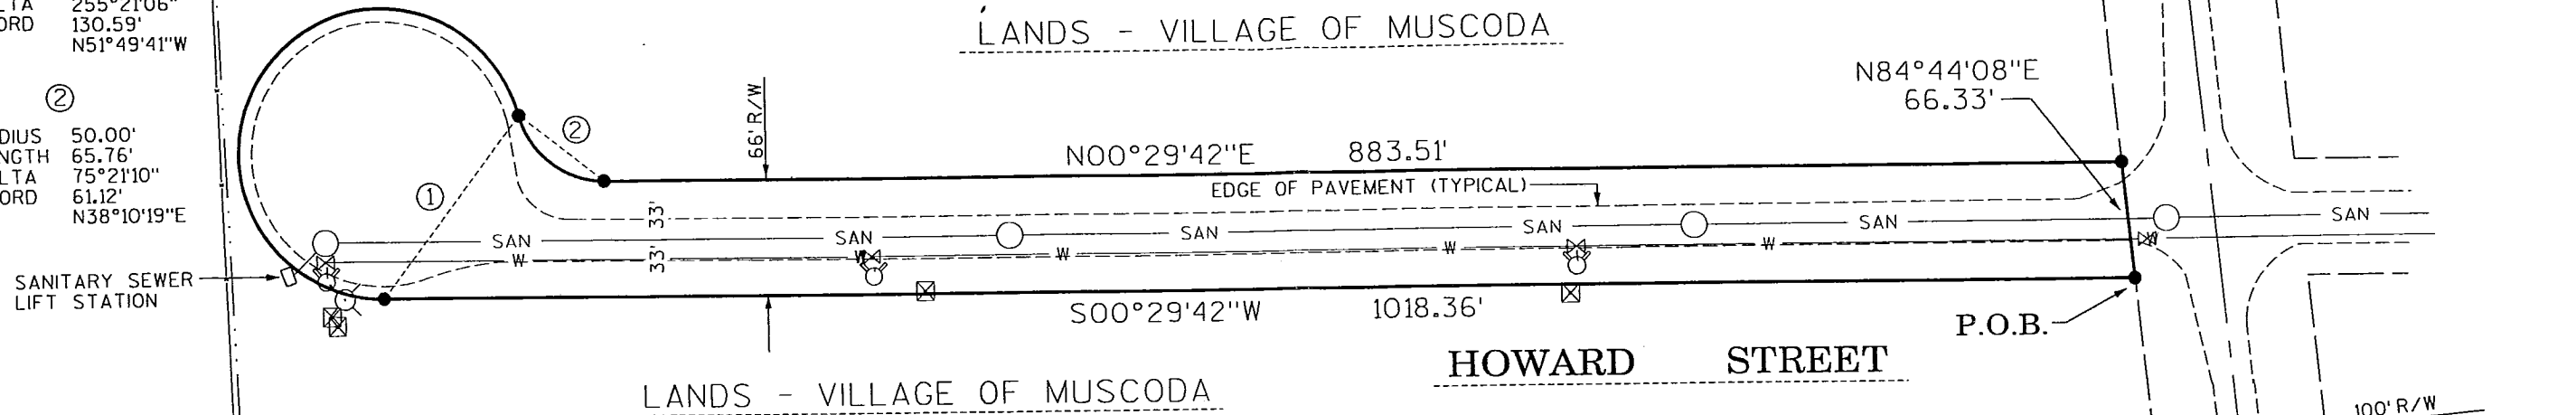 255°21'06"
130.59'
N51°49'41"W
②
50.00'
65.76'
75°21'10"
61.12'
N38°10'19"E
SANITARY SEWER
LIFT STATION
LANDS - VILLAGE OF MUSCODA
N84°44'08"E
66.33'
66' R/W
②
①
N00°29'42"E 883.51'
EDGE OF PAVEMENT (TYPICAL)
33'
33'
SAN SAN SAN SAN SAN SAN
W W W W W W
S00°29'42"W 1018.36'
P.O.B.
HOWARD STREET
LANDS - VILLAGE OF MUSCODA
100' R/W